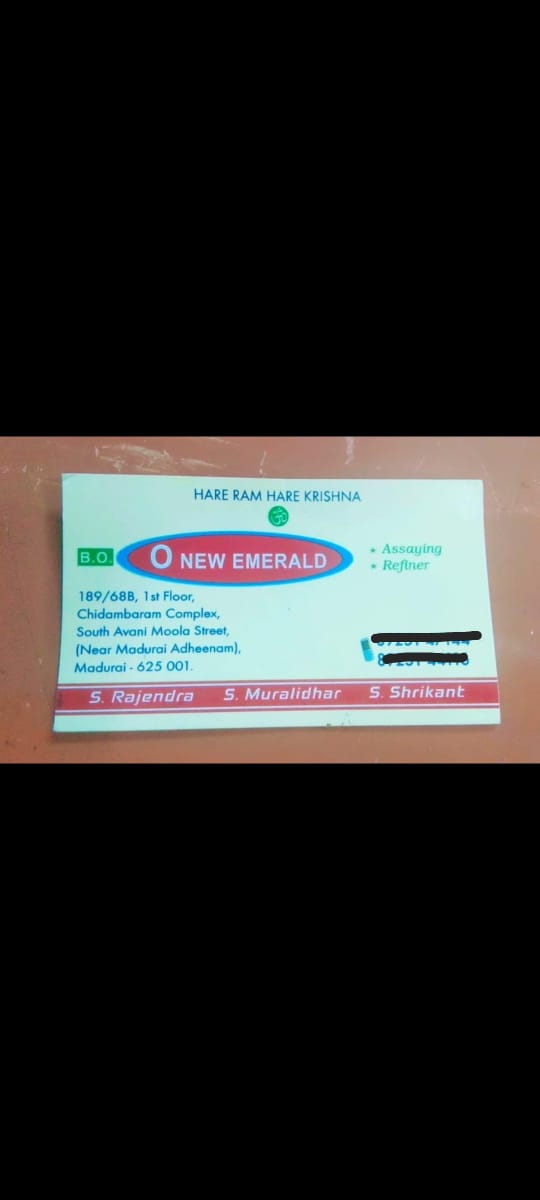 HARE RAM HARE KRISHNA
ॐ
B.O. O NEW EMERALD
* Assaying
* Refiner
189/68B, 1st Floor,
Chidambaram Complex,
South Avani Moola Street,
(Near Madurai Adheenam),
Madurai - 625 001.
S. Rajendra S. Muralidhar S. Shrikant